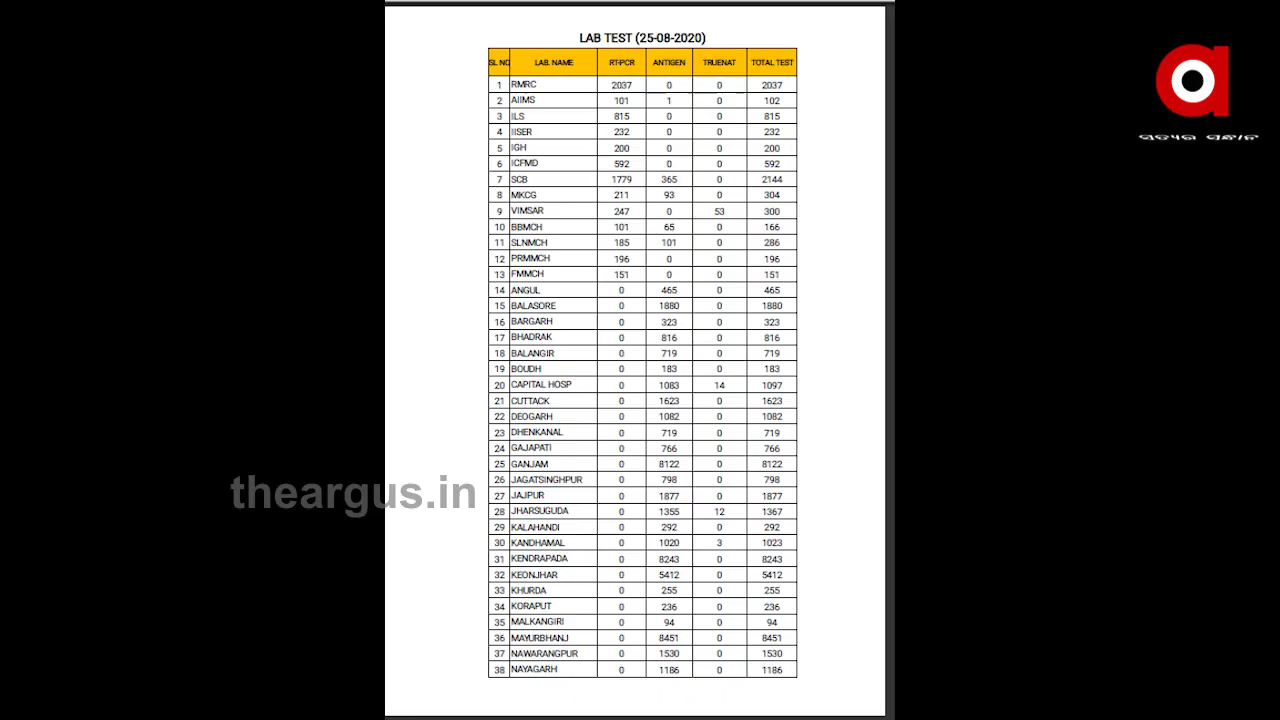 LAB TEST (25-08-2020)
SL NO LAB. NAME RT-PCR ANTIGEN TRUENAT TOTAL TEST
1 RMRC 2037 0 0 2037
2 AIIMS 101 1 0 102
3 ILS 815 0 0 815
4 IISER 232 0 0 232
5 IGH 200 0 0 200
6 ICFMD 592 0 0 592
7 SCB 1779 365 0 2144
8 MKCG 211 93 0 304
9 VIMSAR 247 0 53 300
10 BBMCH 101 65 0 166
11 SLNMCH 185 101 0 286
12 PRMMCH 196 0 0 196
13 FMMCH 151 0 0 151
14 ANGUL 0 465 0 465
15 BALASORE 0 1880 0 1880
16 BARGARH 0 323 0 323
17 BHADRAK 0 816 0 816
18 BALANGIR 0 719 0 719
19 BOUDH 0 183 0 183
20 CAPITAL HOSP 0 1083 14 1097
21 CUTTACK 0 1623 0 1623
22 DEOGARH 0 1082 0 1082
23 DHENKANAL 0 719 0 719
24 GAJAPATI 0 766 0 766
25 GANJAM 0 8122 0 8122
26 JAGATSINGHPUR 0 798 0 798
27 JAJPUR 0 1877 0 1877
28 JHARSUGUDA 0 1355 12 1367
29 KALAHANDI 0 292 0 292
30 KANDHAMAL 0 1020 3 1023
31 KENDRAPADA 0 8243 0 8243
32 KEONJHAR 0 5412 0 5412
33 KHURDA 0 255 0 255
34 KORAPUT 0 236 0 236
35 MALKANGIRI 0 94 0 94
36 MAYURBHANJ 0 8451 0 8451
37 NAWARANGPUR 0 1530 0 1530
38 NAYAGARH 0 1186 0 1186
theargus.in